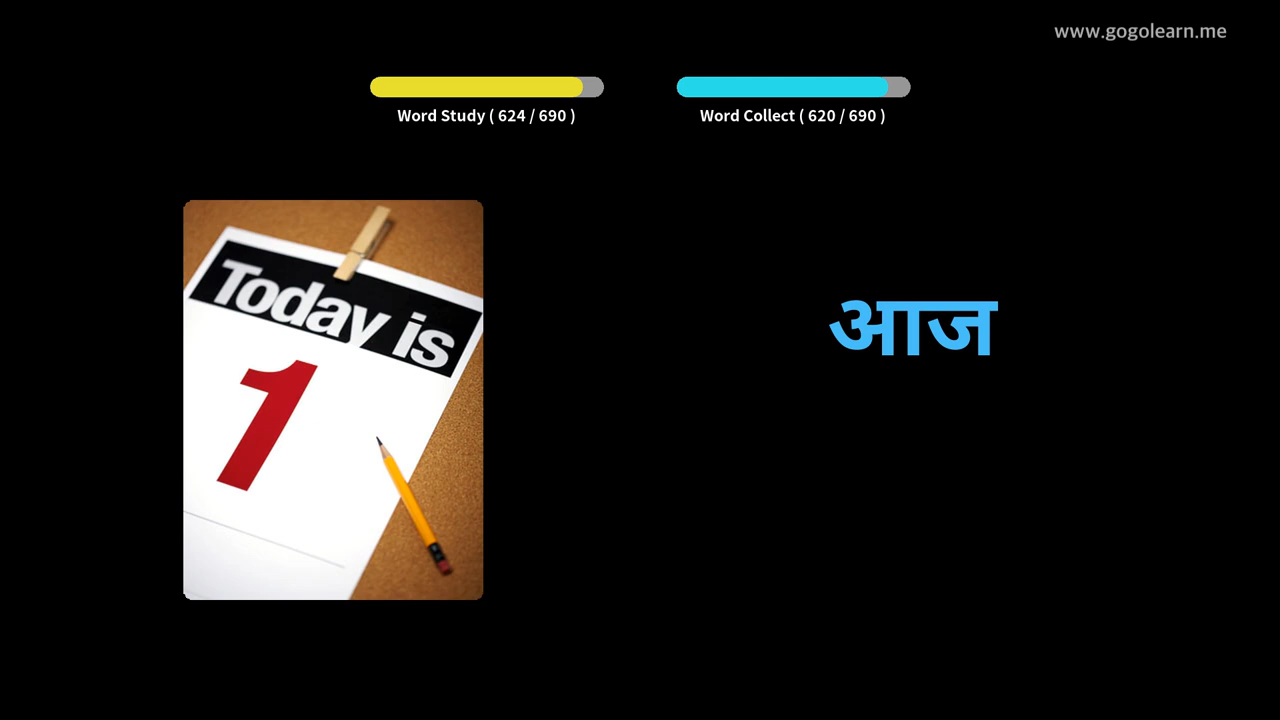 www.gogolearn.me
Word Study ( 624 / 690 )
Word Collect ( 620 / 690 )
Today is
1
आज